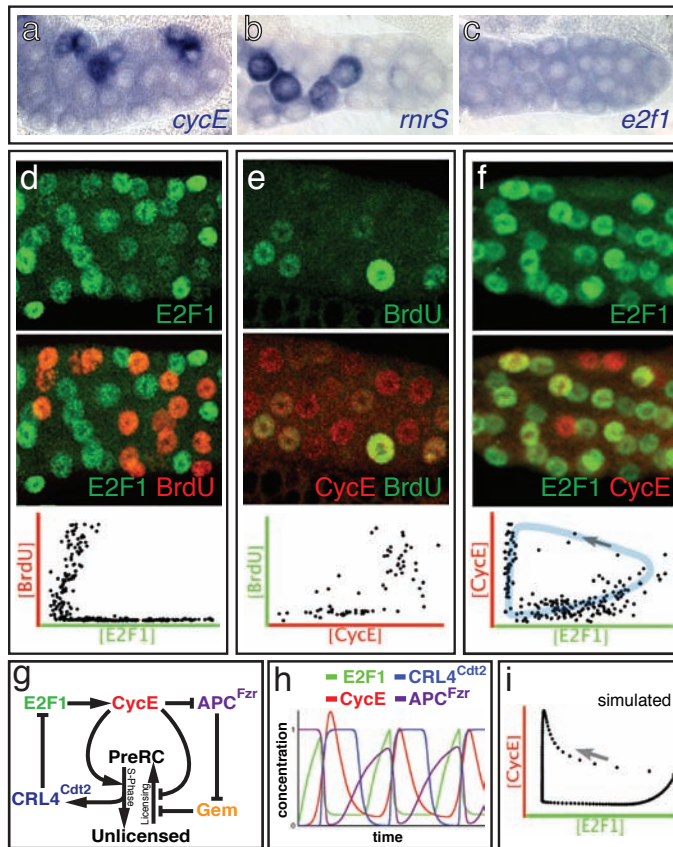 a
cycE
b
rnrS
c
e2f1
d
E2F1
E2F1 BrdU
[BrdU]
[E2F1]
e
BrdU
CycE BrdU
[BrdU]
[CycE]
f
E2F1
E2F1 CycE
[CycE]
[E2F1]
g
E2F1
CycE
APC^Fzr
PreRC
S-Phase
Licensing
CRL4^Cdt2
Gem
Unlicensed
h
E2F1
CRL4^Cdt2
CycE
APC^Fzr
concentration
1
0
time
i
simulated
[CycE]
[E2F1]